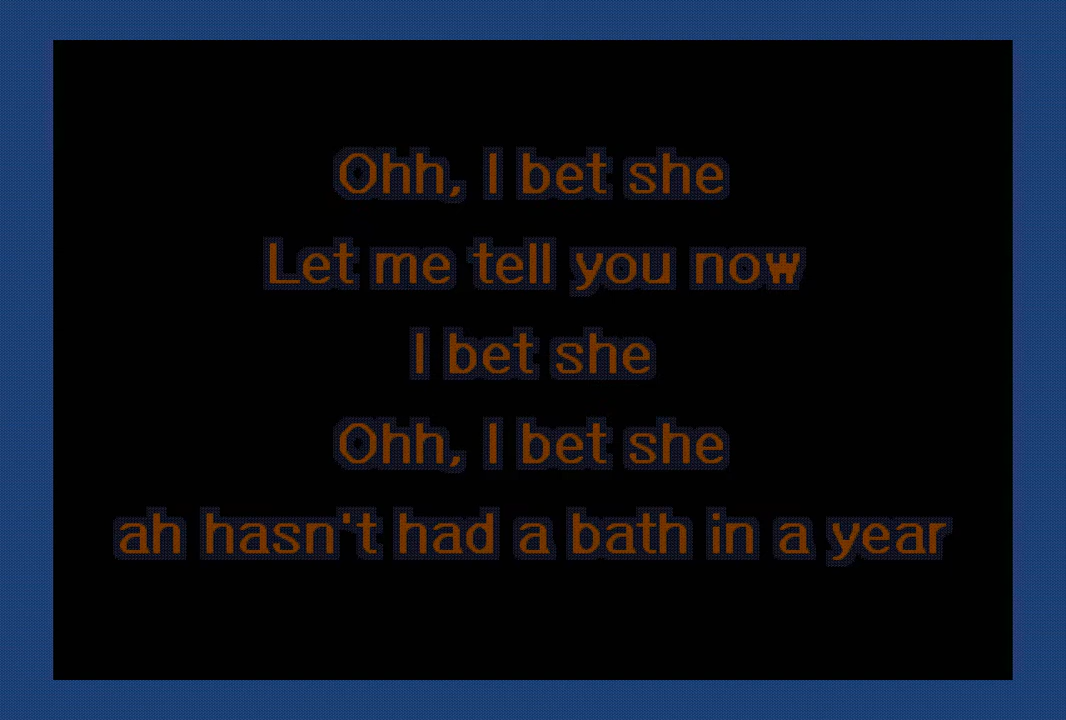 Ohh, I bet she
Let me tell you now
I bet she
Ohh, I bet she
ah hasn't had a bath in a year